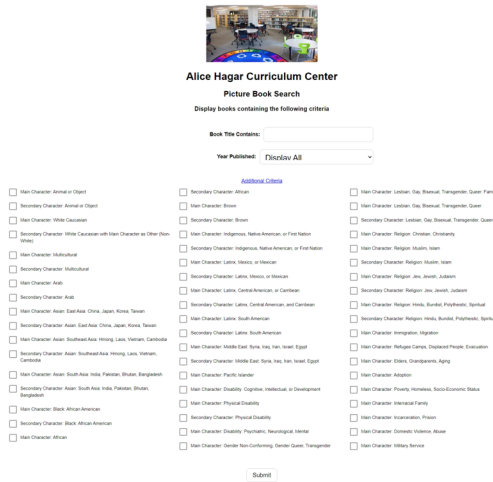 Alice Hagar Curriculum Center
Picture Book Search
Display books containing the following criteria
Book Title Contains:
Year Published: Display All
Additional Criteria
Main Character: Animal or Object
Secondary Character: Animal or Object
Main Character: White Caucasian
Secondary Character: White Caucasian with Main Character as Other (Non-
White)
Main Character: Multicultural
Secondary Character: Multicultural
Main Character: Arab
Secondary Character: Arab
Main Character: Asian: East Asia: China, Japan, Korea, Taiwan
Secondary Character: Asian: East Asia: China, Japan, Korea, Taiwan
Main Character: Asian: Southeast Asia: Hmong, Laos, Vietnam, Cambodia
Secondary Character: Asian: Southeast Asia: Hmong, Laos, Vietnam,
Cambodia
Main Character: Asian: South Asia: India, Pakistan, Bhutan, Bangladesh
Secondary Character: Asian: South Asia: India, Pakistan, Bhutan,
Bangladesh
Main Character: Black: African American
Secondary Character: Black: African American
Main Character: African
Secondary Character: African
Main Character: Brown
Secondary Character: Brown
Main Character: Indigenous, Native American, or First Nation
Secondary Character: Indigenous, Native American, or First Nation
Main Character: Latinx, Mexico, or Mexican
Secondary Character: Latinx, Mexico, or Mexican
Main Character: Latinx: Central American, or Carribean
Secondary Character: Latinx, Central American, and Carribean
Main Character: Latinx: South American
Secondary Character: Latinx: South American
Main Character: Middle East: Syria, Iraq, Iran, Israel, Egypt
Secondary Character: Middle East: Syria, Iraq, Iran, Israel, Egypt
Main Character: Pacific Islander
Main Character: Disability: Cognitive, Intellectual, or Development
Main Character: Physical Disability
Secondary Character: Physical Disability
Main Character: Disability: Psychiatric, Neurological, Mental
Main Character: Gender Non-Conforming, Gender Queer, Transgender
Main Character: Lesbian, Gay, Bisexual, Transgender, Queer: Fam
Main Character: Lesbian, Gay, Bisexual, Transgender, Queer
Secondary Character: Lesbian, Gay, Bisexual, Transgender, Queer
Main Character: Religion: Christian, Christianity
Main Character: Religion: Muslim, Islam
Secondary Character: Religion: Muslim, Islam
Main Character: Religion: Jew, Jewish, Judaism
Secondary Character: Religion: Jew, Jewish, Judaism
Main Character: Religion: Hindu, Bundist, Polytheistic, Spiritual
Secondary Character: Religion: Hindu, Bundist, Polytheistic, Spiritu
Main Character: Immigration, Migration
Main Character: Refugee Camps, Displaced People, Evacuation
Main Character: Elders, Grandparents, Aging
Main Character: Adoption
Main Character: Poverty, Homeless, Socio-Economic Status
Main Character: Interracial Family
Main Character: Incarceration, Prison
Main Character: Domestic Violence, Abuse
Main Character: Military Service
Submit